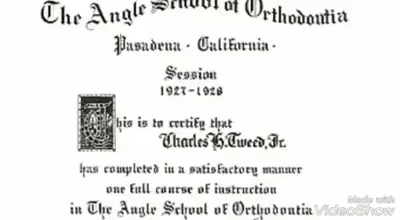 The Angle School of Orthodontia
Pasadena · California ·
Session
1927-1928
This is to certify that
Charles H. Tweed, Jr.
has completed in a satisfactory manner
one full course of instruction
in The Angle School of Orthodontia
Made with
VideoShow